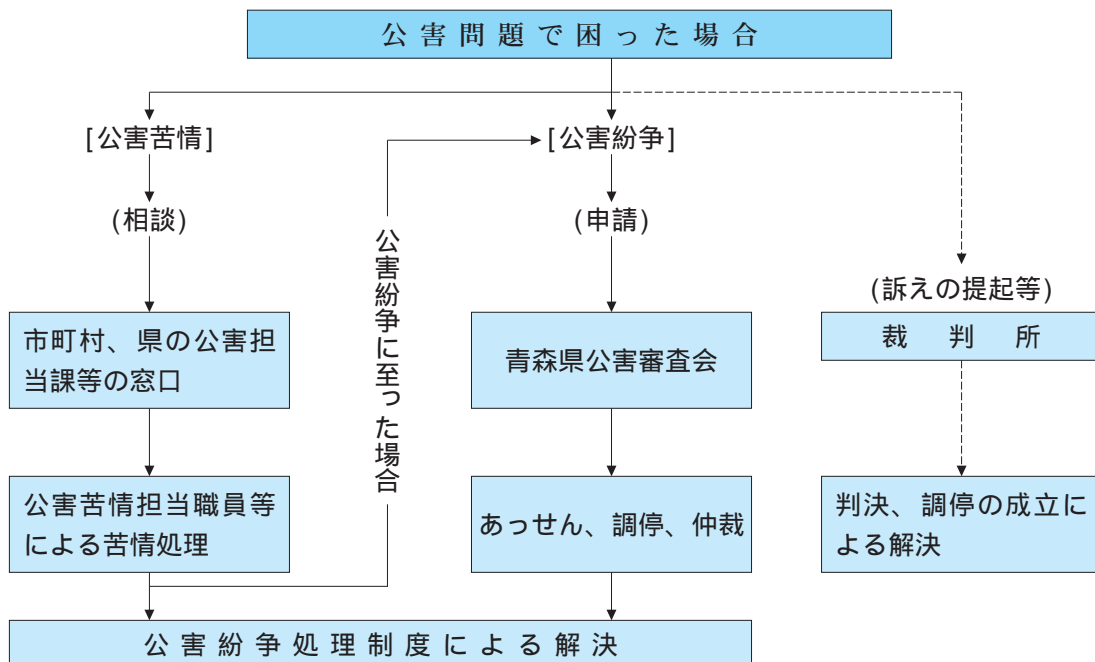 公害問題で困った場合
[公害苦情]
[公害紛争]
(相談)
(申請)
公害紛争に至った場合
(訴えの提起等)
市町村、県の公害担
当課等の窓口
青森県公害審査会
裁判所
公害苦情担当職員等
による苦情処理
あっせん、調停、仲裁
判決、調停の成立に
よる解決
公害紛争処理制度による解決